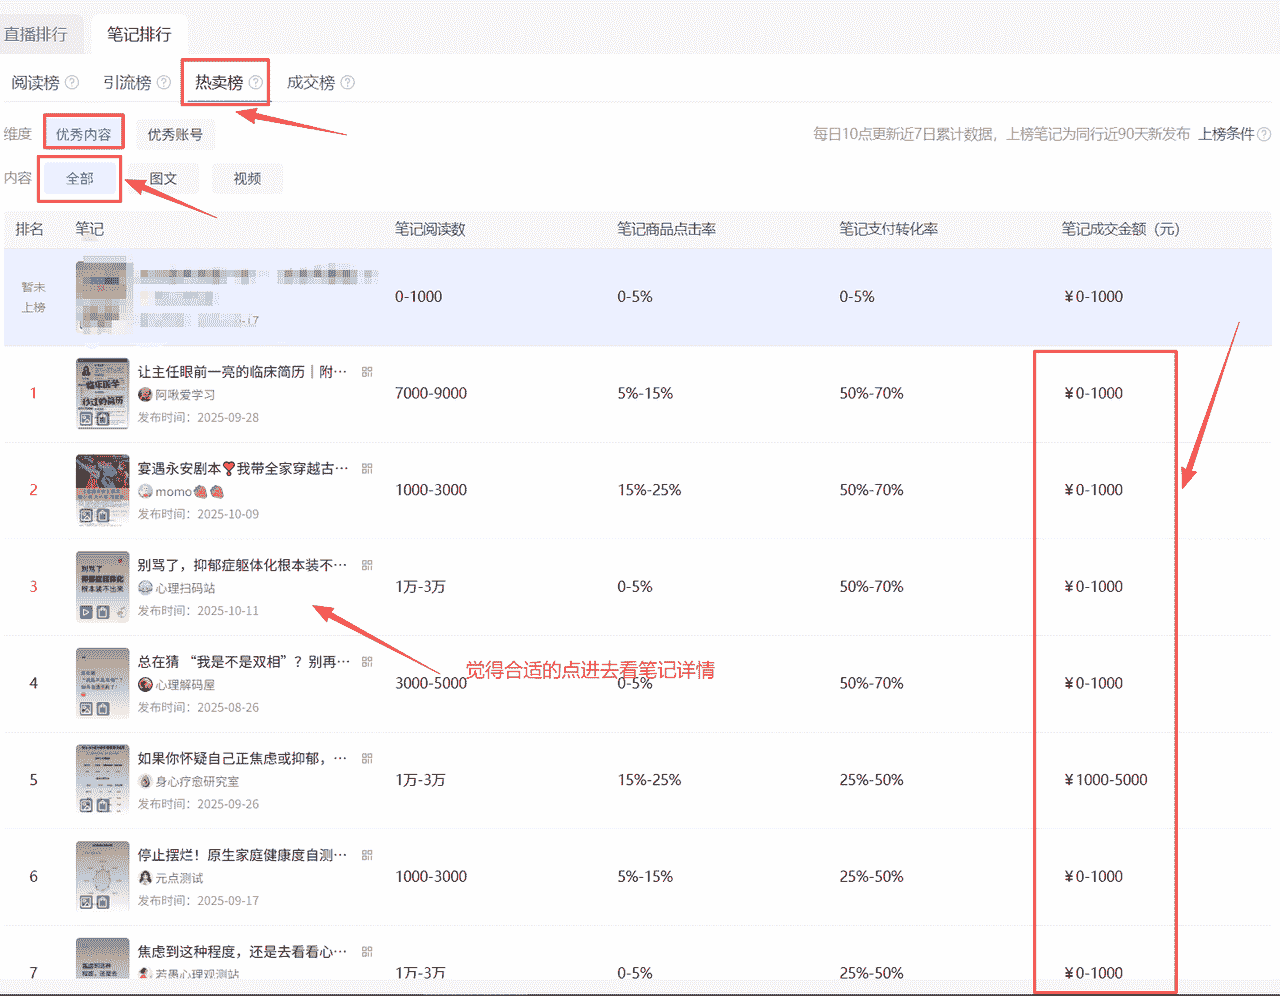 直播排行 笔记排行
阅读榜 引流榜 热卖榜 成交榜
维度 优秀内容 优秀账号 每日10点更新近7日累计数据，上榜笔记为同行近90天新发布 上榜条件
内容 全部 图文 视频
排名 笔记 笔记阅读数 笔记商品点击率 笔记支付转化率 笔记成交金额（元）
暂未
上榜
0-1000 0-5% 0-5% ¥0-1000
1 让主任眼前一亮的临床简历｜附… 7000-9000 5%-15% 50%-70% ¥0-1000
阿啾爱学习
发布时间：2025-09-28
2 宴遇永安剧本❣️我带全家穿越古… 1000-3000 15%-25% 50%-70% ¥0-1000
momo🍓🍓
发布时间：2025-10-09
3 别骂了，抑郁症躯体化根本装不… 1万-3万 0-5% 50%-70% ¥0-1000
心理扫码站
发布时间：2025-10-11
觉得合适的点进去看笔记详情
4 总在猜 “我是不是双相”？别再… 3000-5000 0-5% 50%-70% ¥0-1000
心理解码屋
发布时间：2025-08-26
5 如果你怀疑自己正焦虑或抑郁，… 1万-3万 15%-25% 25%-50% ¥1000-5000
身心疗愈研究室
发布时间：2025-09-26
6 停止摆烂！原生家庭健康度自测… 1000-3000 5%-15% 25%-50% ¥0-1000
元点测试
发布时间：2025-09-17
7 焦虑到这种程度，还是去看看心… 1万-3万 0-5% 25%-50% ¥0-1000
若愚心理观测站